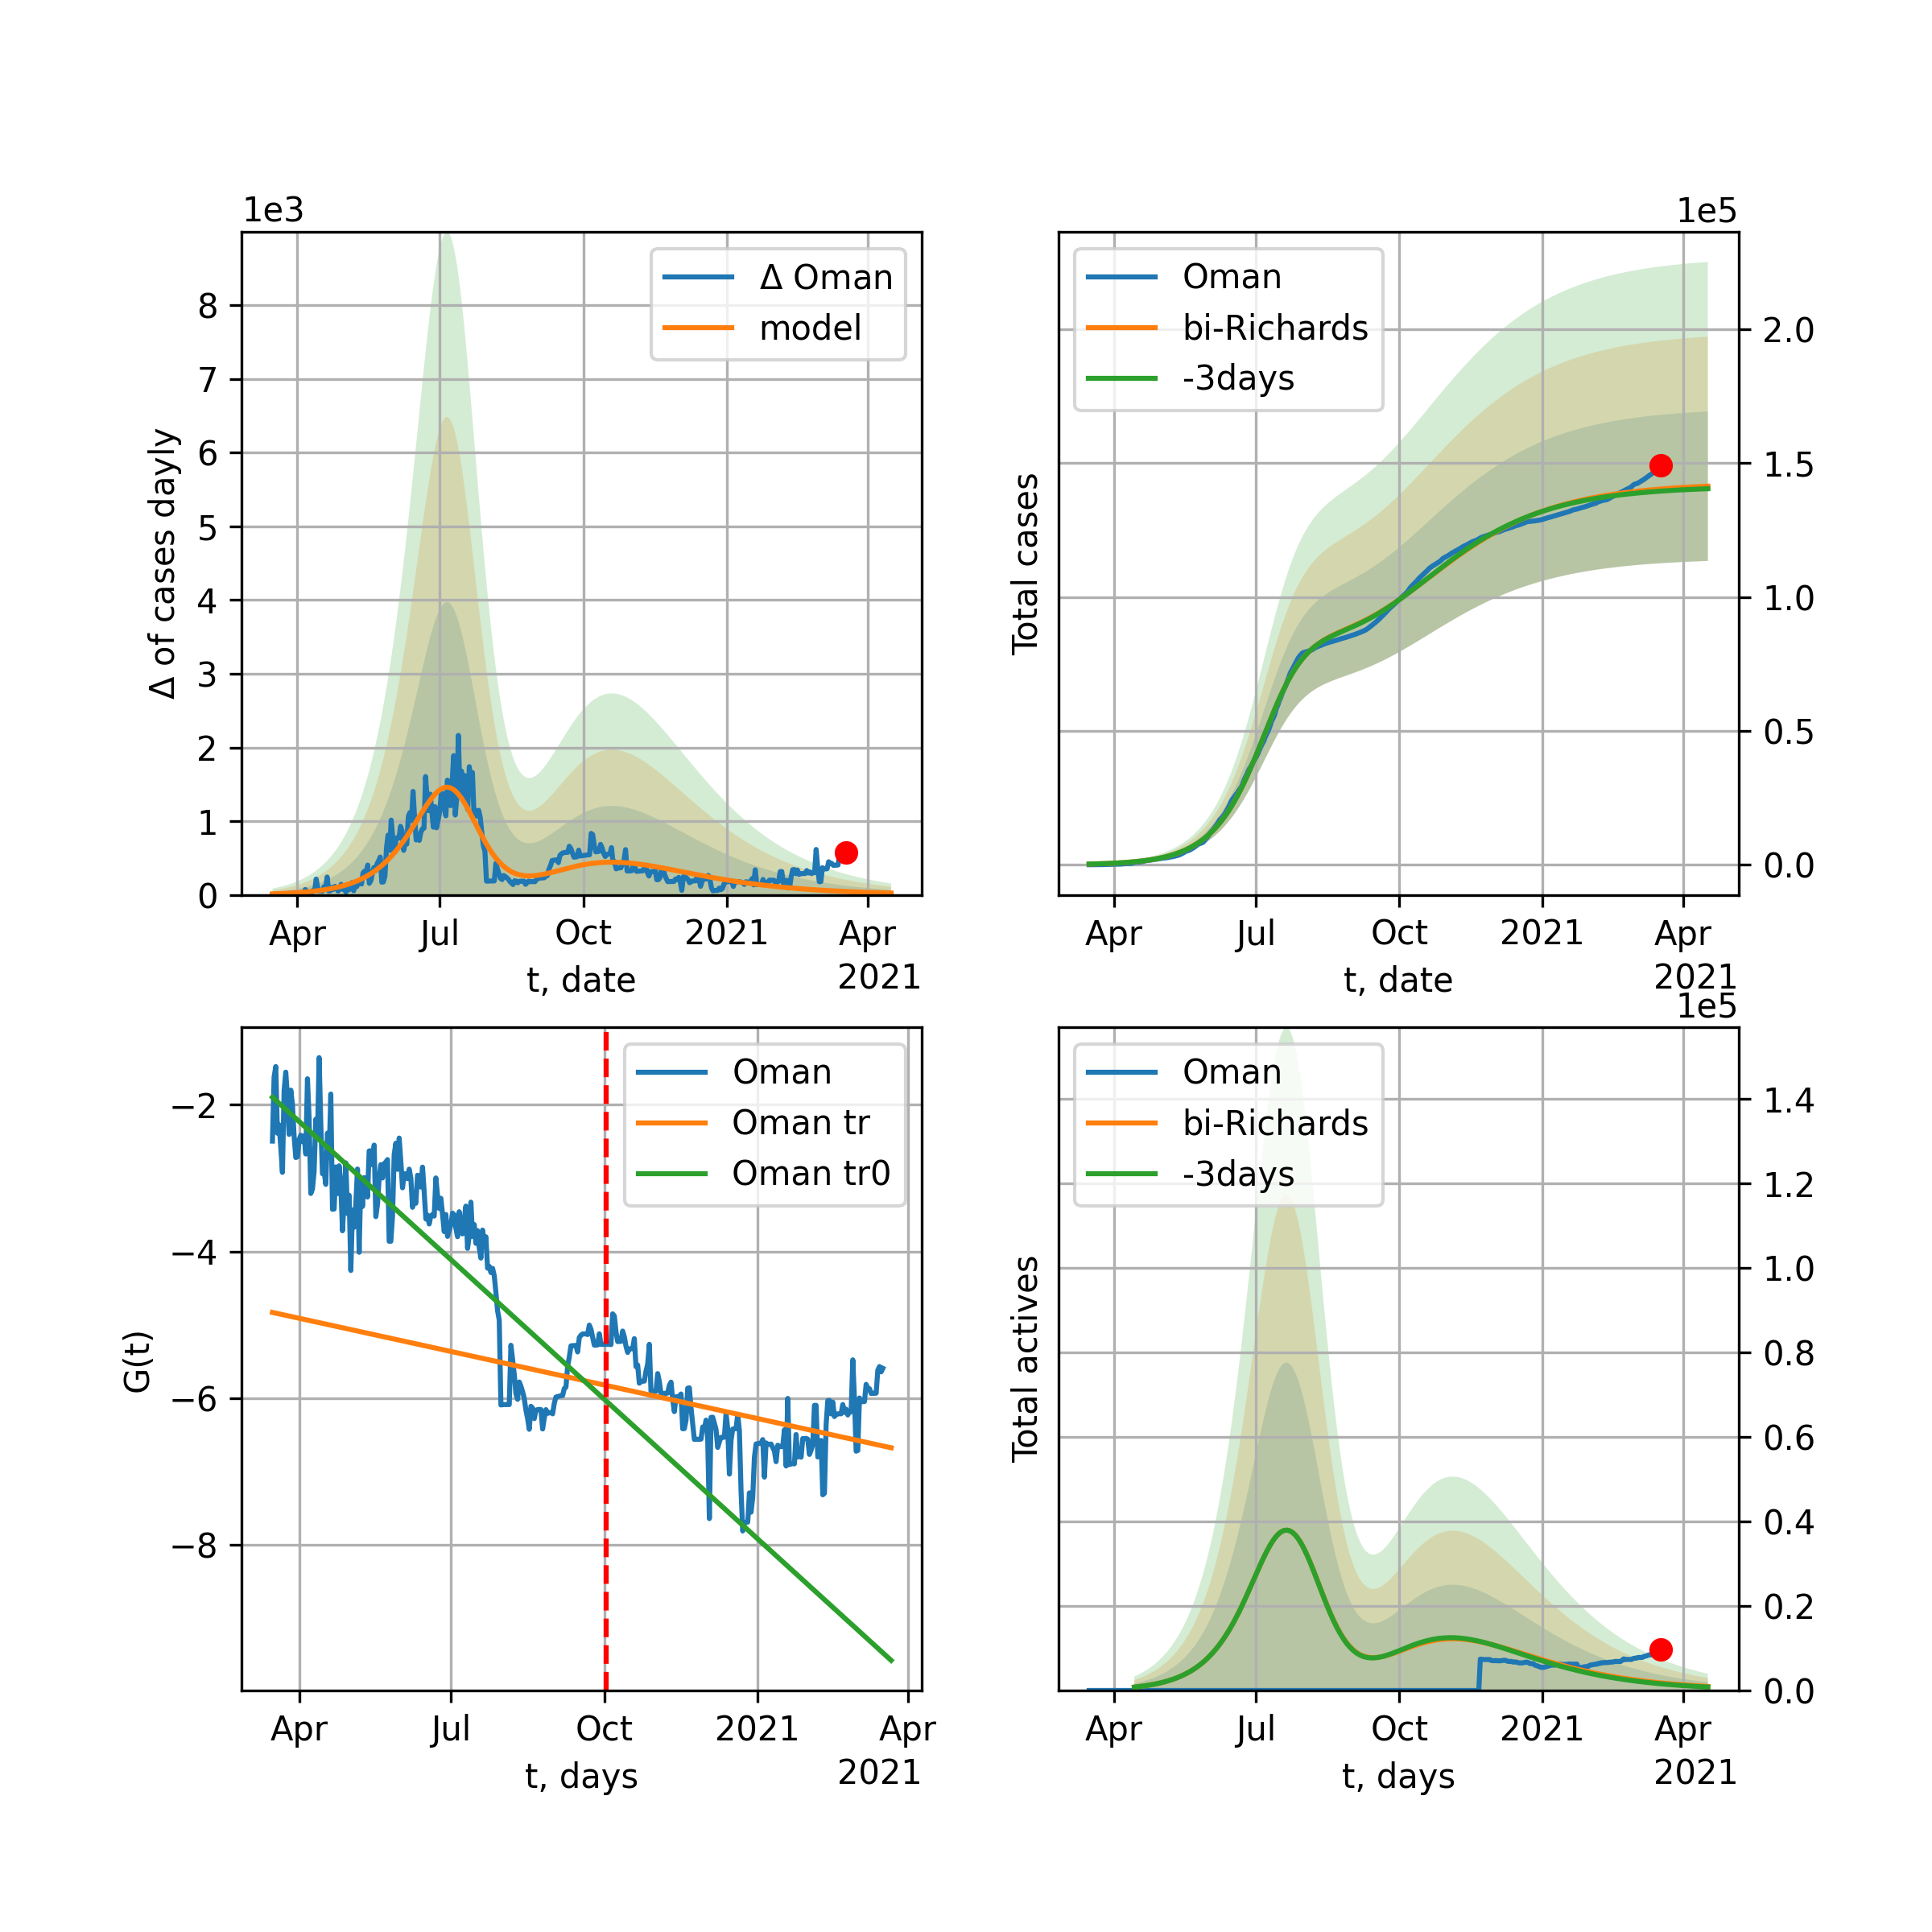 1e3
Δ of cases dayly
8
7
6
5
4
3
2
1
0
Δ Oman
model
Apr
Jul
Oct
2021
Apr
2021
t, date
1e5
Total cases
Oman
bi-Richards
-3days
2.0
1.5
1.0
0.5
0.0
Apr
Jul
Oct
2021
Apr
2021
t, date
G(t)
−2
−4
−6
−8
Oman
Oman tr
Oman tr0
Apr
Jul
Oct
2021
Apr
2021
t, days
1e5
Total actives
Oman
bi-Richards
-3days
1.4
1.2
1.0
0.8
0.6
0.4
0.2
0.0
Apr
Jul
Oct
2021
Apr
2021
t, days